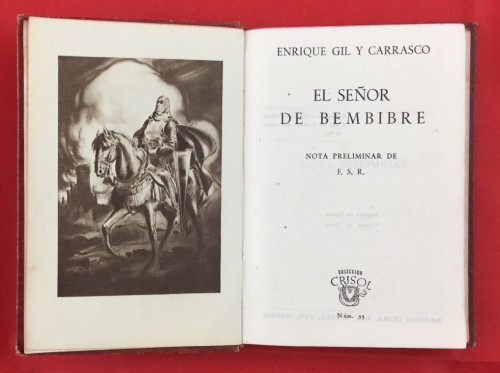 ENRIQUE GIL Y CARRASCO
EL SEÑOR
DE BEMBIBRE
NOTA PRELIMINAR DE
F. S. R.
COLECCION
CRISOL
Núm. 55